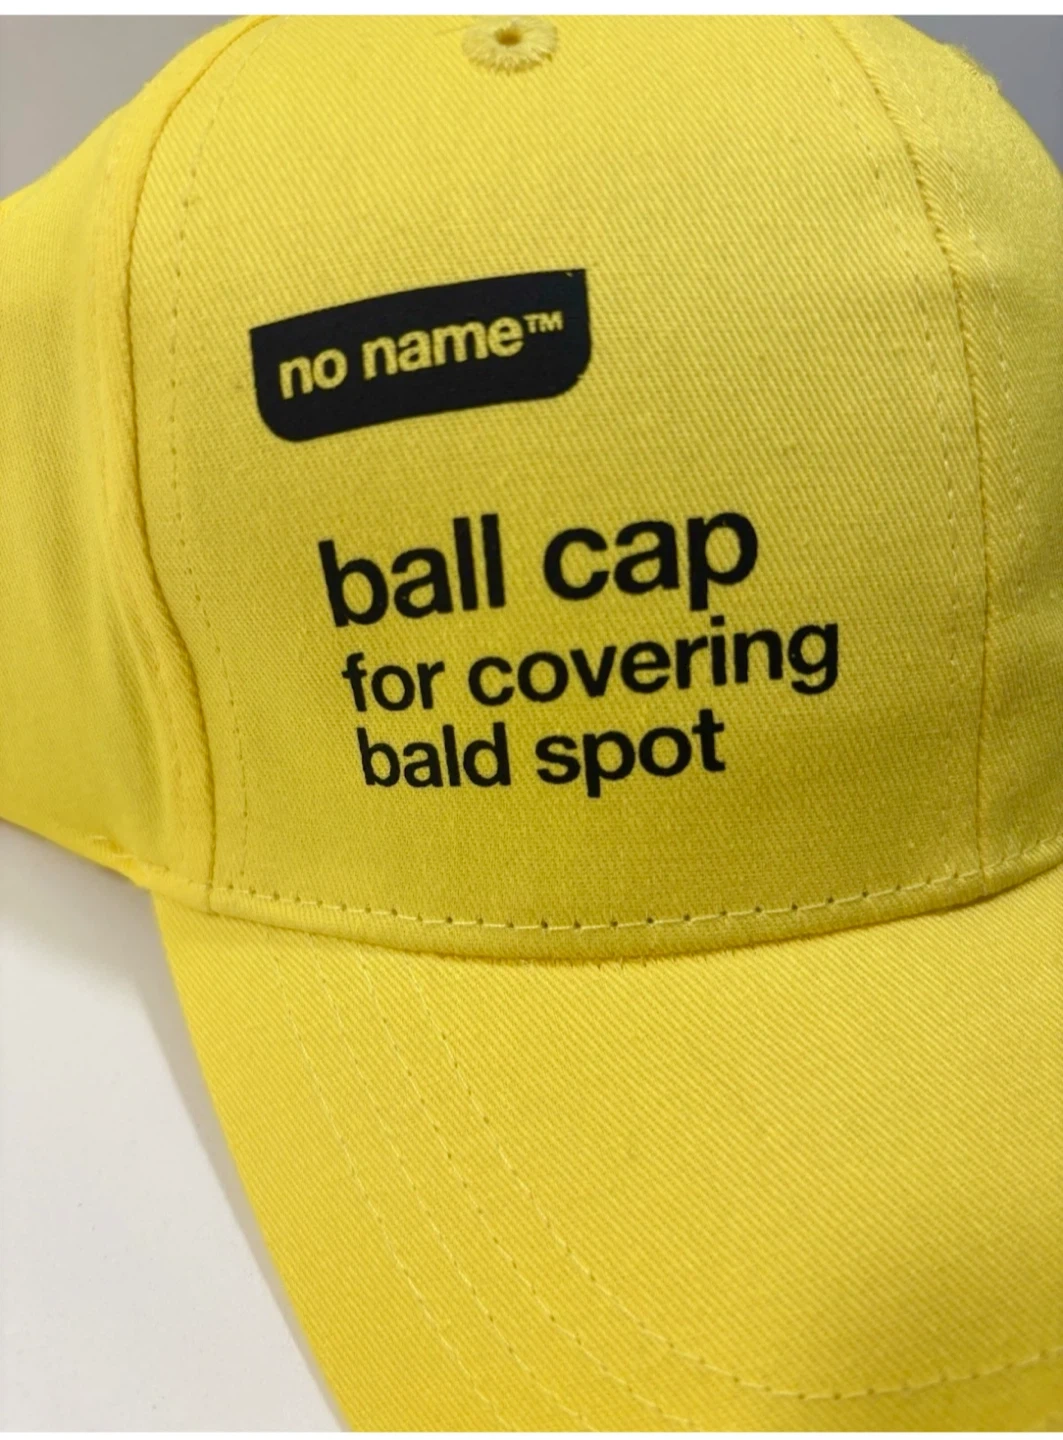 no name™
ball cap
for covering
bald spot